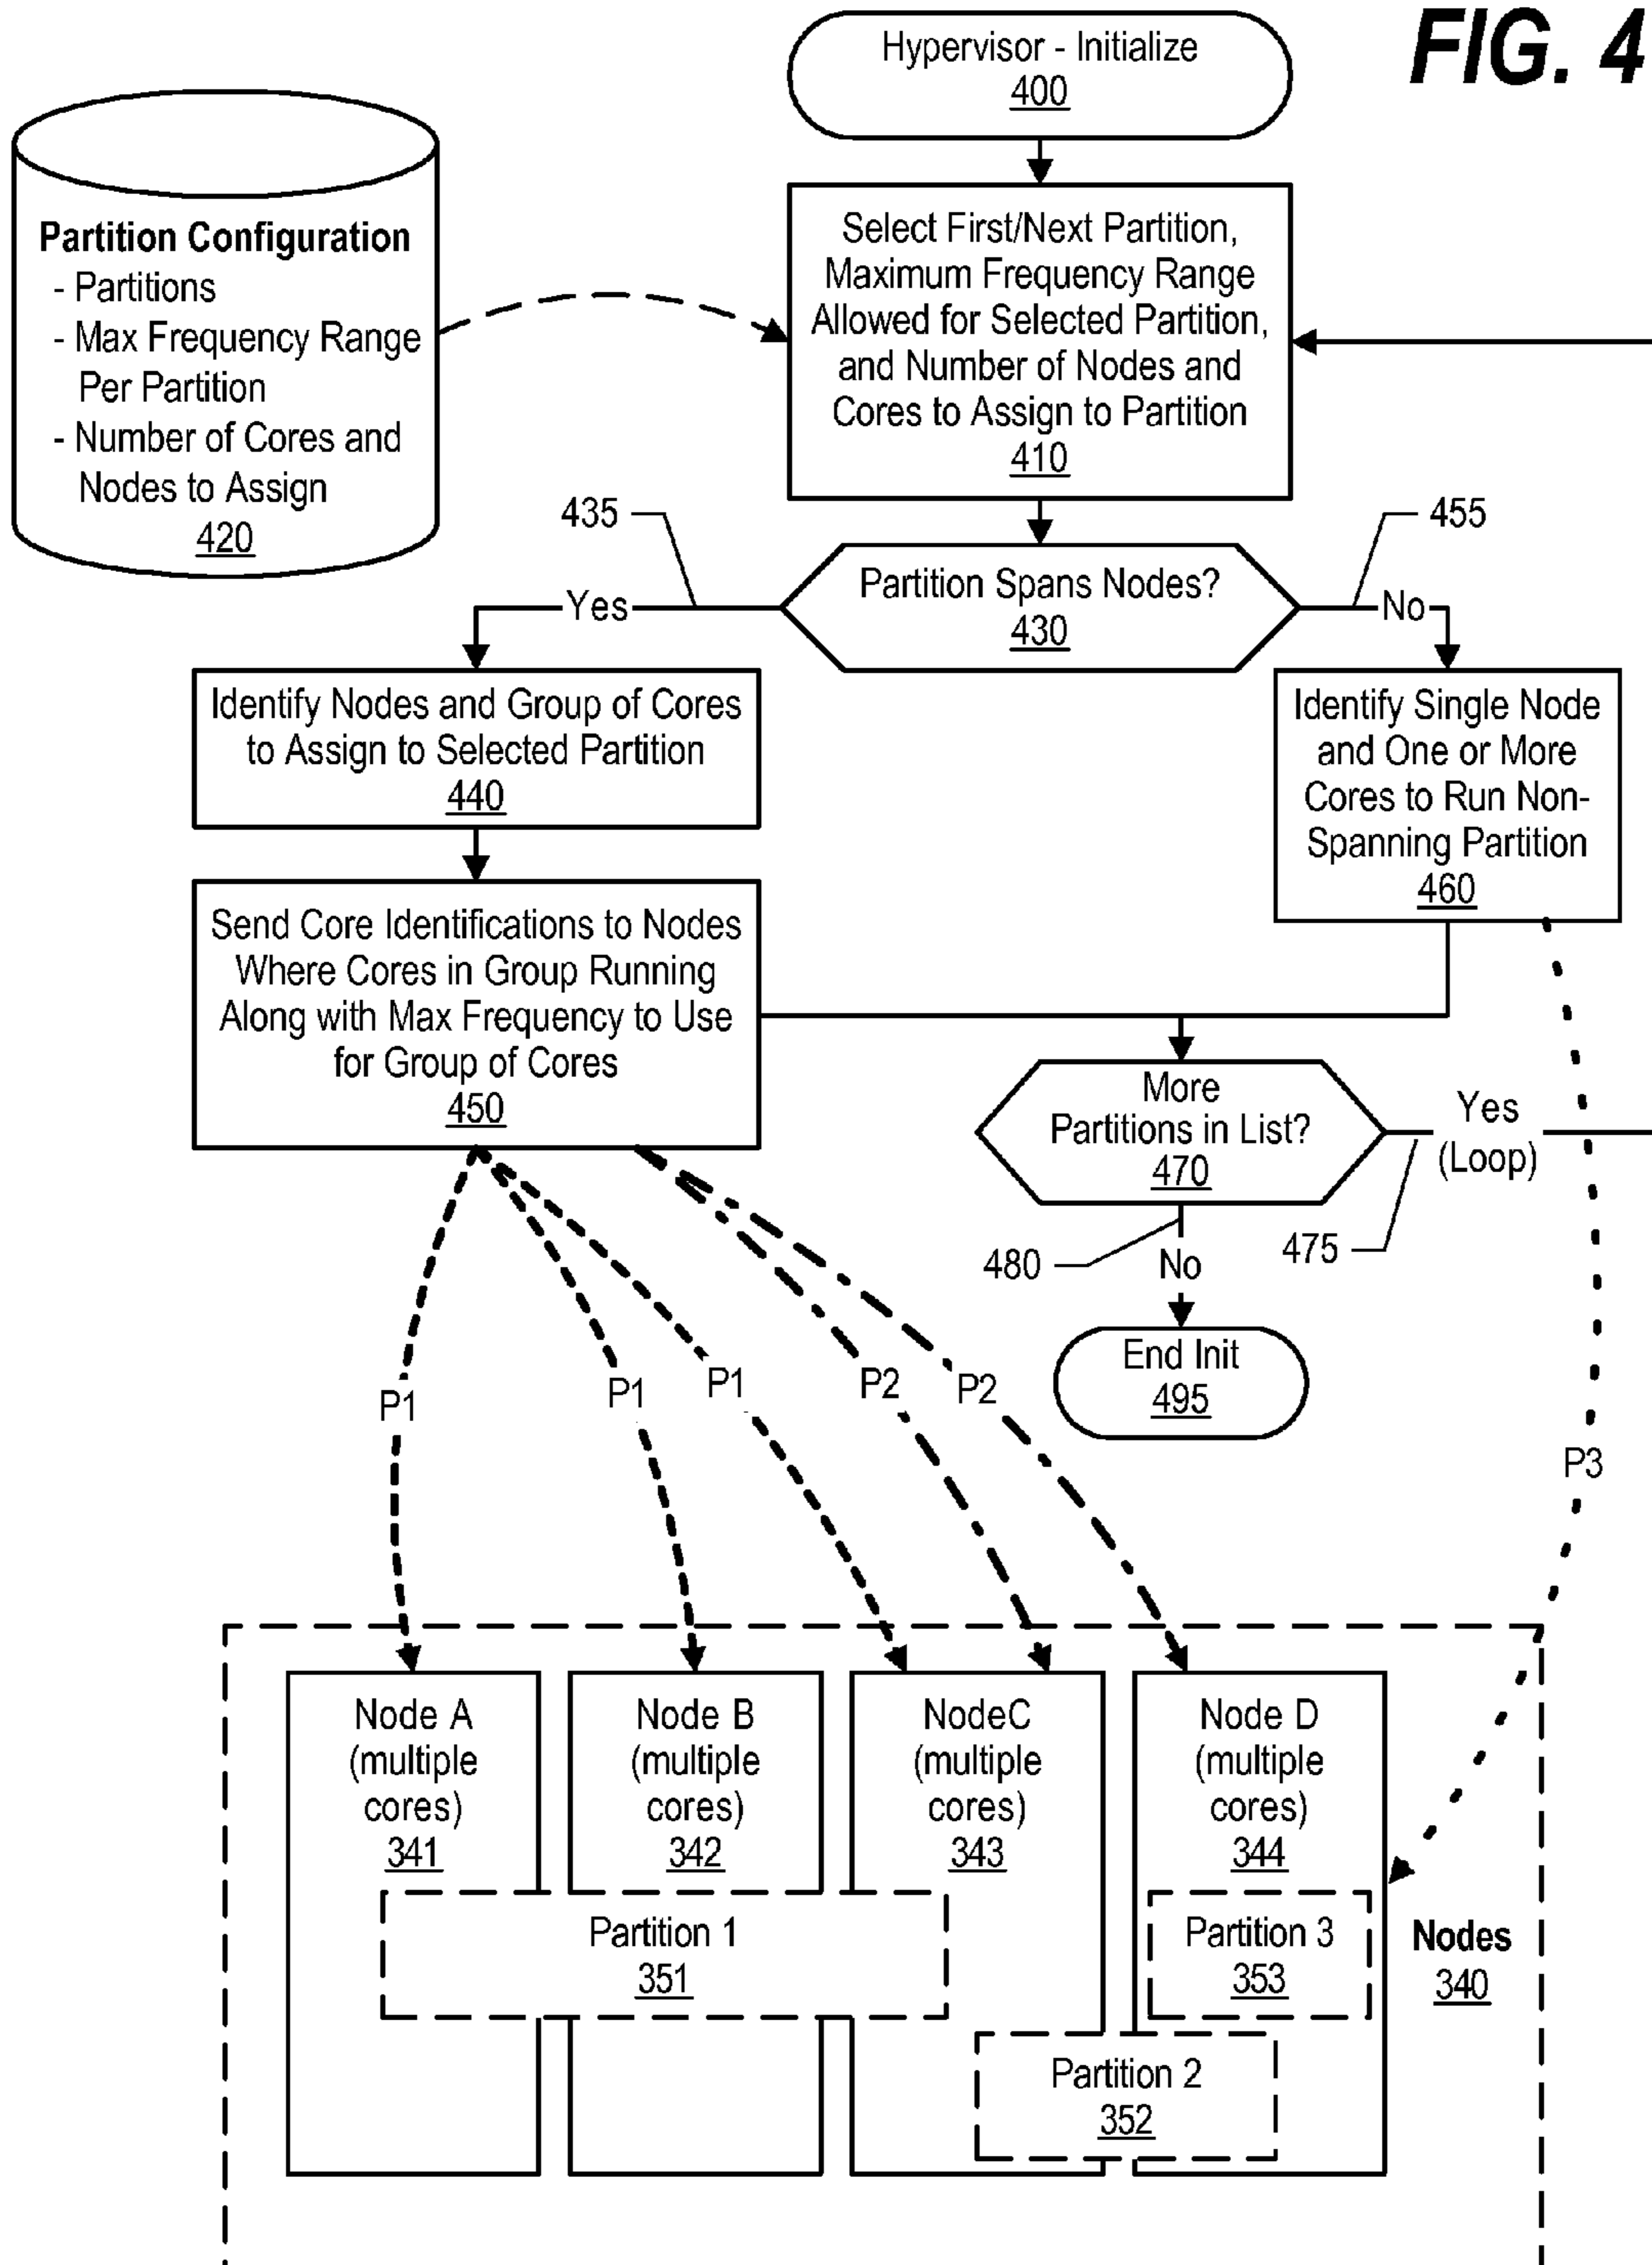 FIG. 4
Hypervisor - Initialize
400
Partition Configuration
- Partitions
- Max Frequency Range
Per Partition
- Number of Cores and
Nodes to Assign
420
Select First/Next Partition,
Maximum Frequency Range
Allowed for Selected Partition,
and Number of Nodes and
Cores to Assign to Partition
410
435
455
Partition Spans Nodes?
430
Yes
No
Identify Nodes and Group of Cores
to Assign to Selected Partition
440
Identify Single Node
and One or More
Cores to Run Non-
Spanning Partition
460
Send Core Identifications to Nodes
Where Cores in Group Running
Along with Max Frequency to Use
for Group of Cores
450
More
Partitions in List?
470
Yes
(Loop)
475
480
No
End Init
495
P1
P1
P1
P2
P2
P3
Node A
(multiple
cores)
341
Node B
(multiple
cores)
342
NodeC
(multiple
cores)
343
Node D
(multiple
cores)
344
Partition 1
351
Partition 3
353
Nodes
340
Partition 2
352